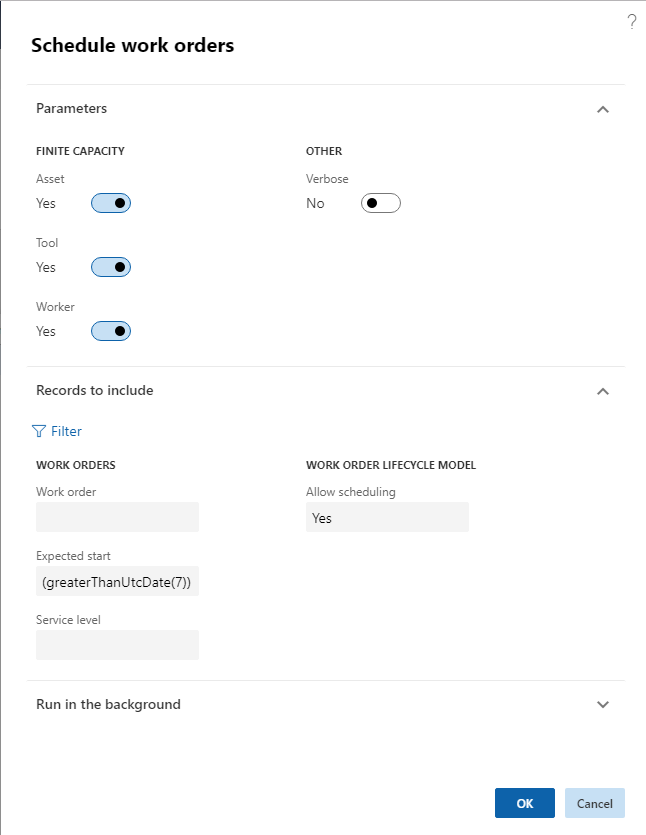 ?
Schedule work orders
Parameters
FINITE CAPACITY
OTHER
Asset
Verbose
Yes
No
Tool
Yes
Worker
Yes
Records to include
Filter
WORK ORDERS
WORK ORDER LIFECYCLE MODEL
Work order
Allow scheduling
Yes
Expected start
(greaterThanUtcDate(7))
Service level
Run in the background
OK
Cancel